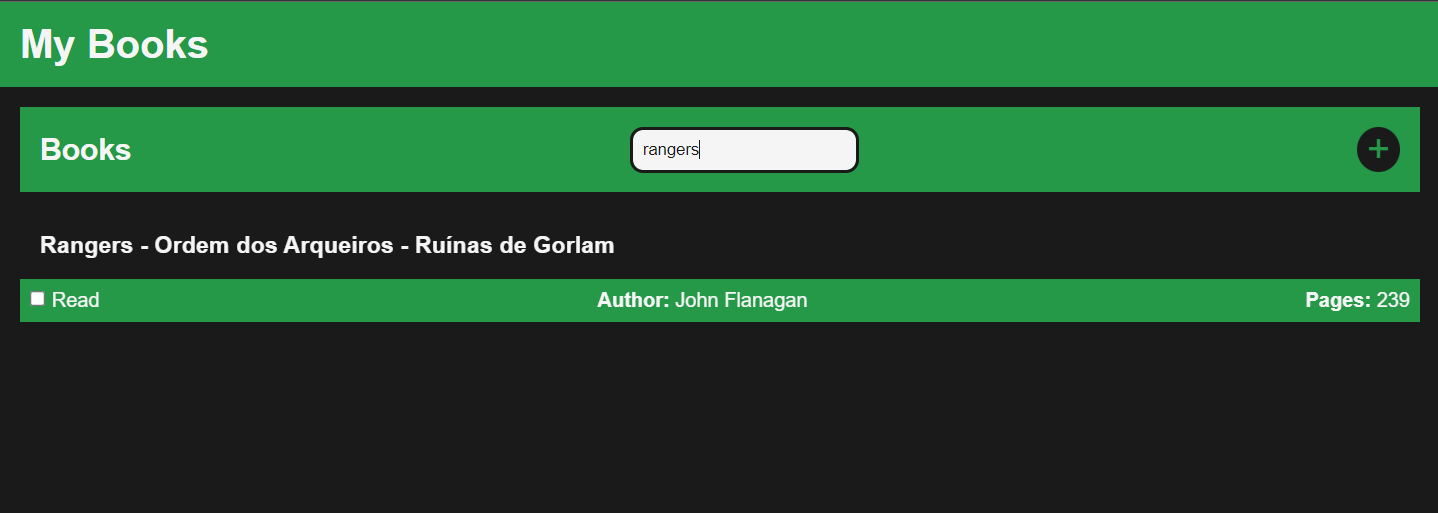 My Books
Books
rangers
+
Rangers - Ordem dos Arqueiros - Ruínas de Gorlam
Read Author: John Flanagan Pages: 239